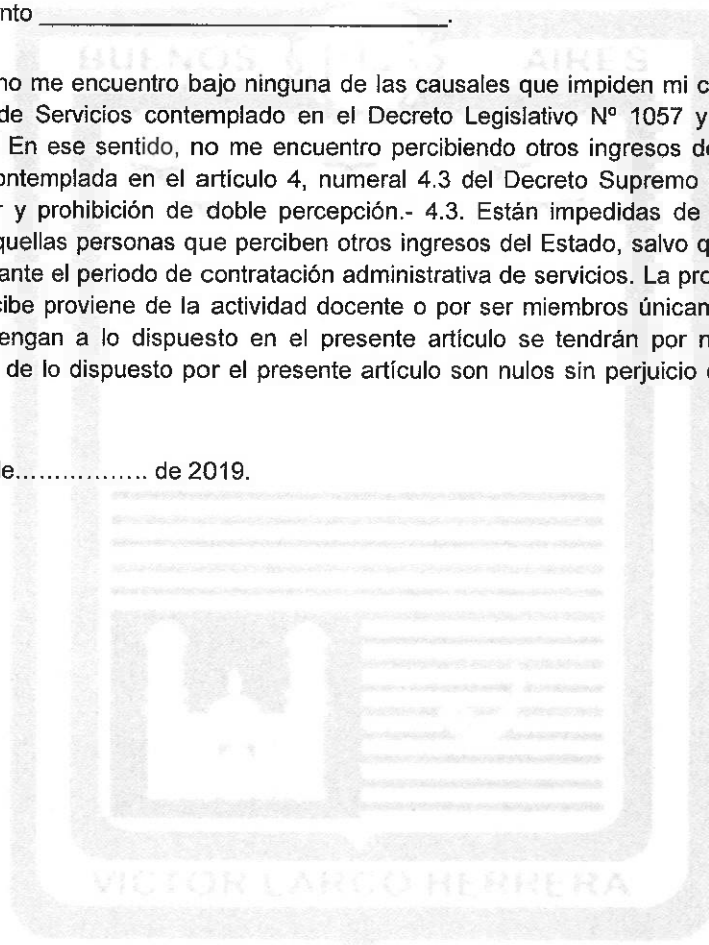 nto ______________________________.
BUENOS AIRES
no me encuentro bajo ninguna de las causales que impiden mi c
de Servicios contemplado en el Decreto Legislativo Nº 1057 y
En ese sentido, no me encuentro percibiendo otros ingresos de
ontemplada en el artículo 4, numeral 4.3 del Decreto Supremo
r y prohibición de doble percepción.- 4.3. Están impedidas de
quellas personas que perciben otros ingresos del Estado, salvo q
ante el periodo de contratación administrativa de servicios. La pro
cibe proviene de la actividad docente o por ser miembros únicam
engan a lo dispuesto en el presente artículo se tendrán por n
de lo dispuesto por el presente artículo son nulos sin perjuicio
le................. de 2019.
VICTOR LARCO HERRERA